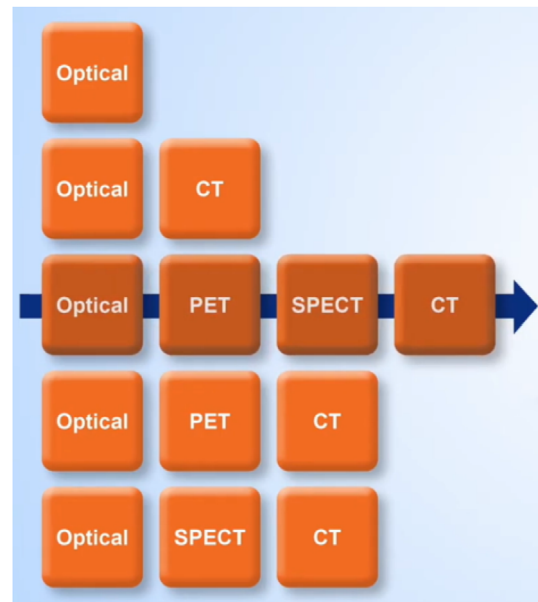 Optical
Optical CT
Optical PET SPECT CT
Optical PET CT
Optical SPECT CT